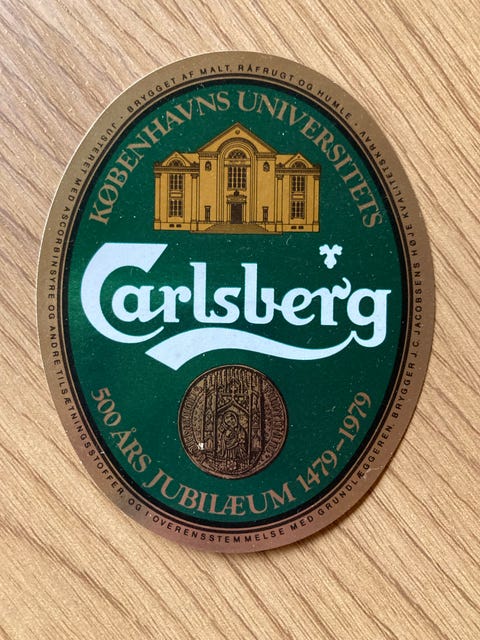 KØBENHAVNS UNIVERSITETS
Carlsberg
500 ÅRS JUBILÆUM 1479-1979
BRYGGET AF MALT, RÅFRUGT OG HUMLE - JUSTERET MED ASCORBINSYRE OG ANDRE TILSÆTNINGSSTOFFER, OG I OVERENSSTEMMELSE MED GRUNDLÆGGEREN, BRYGGER J.C. JACOBSENS HØJE KVALITETSKRAV -